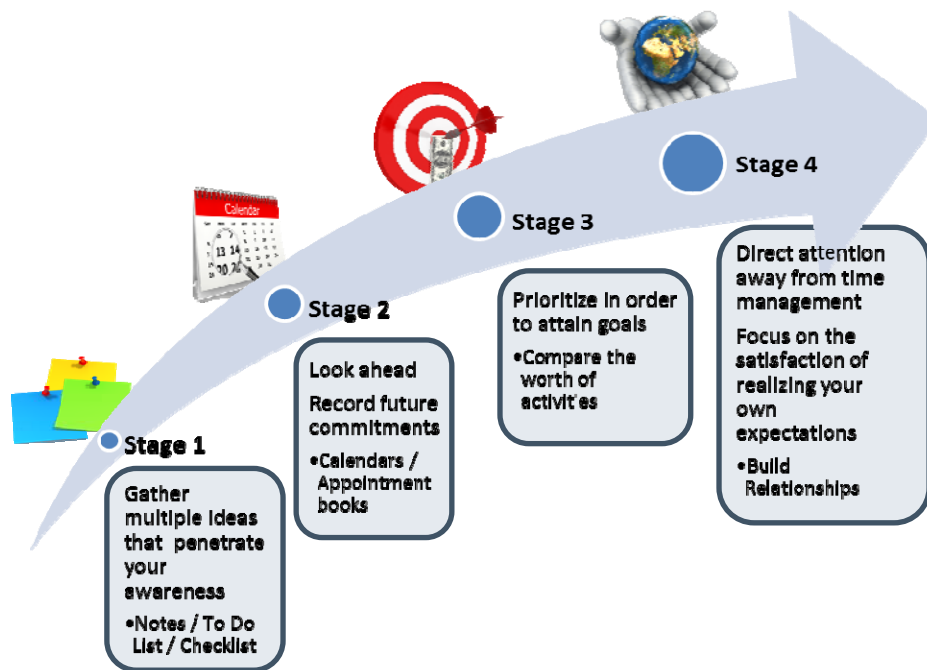 Stage 1
Gather
multiple ideas
that penetrate
your
awareness
•Notes / To Do
List / Checklist
Calendar
13 14
20
Stage 2
Look ahead
Record future
commitments
•Calendars /
Appointment
books
Stage 3
Prioritize in order
to attain goals
•Compare the
worth of
activities
Stage 4
Direct attention
away from time
management
Focus on the
satisfaction of
realizing your
own
expectations
•Build
Relationships